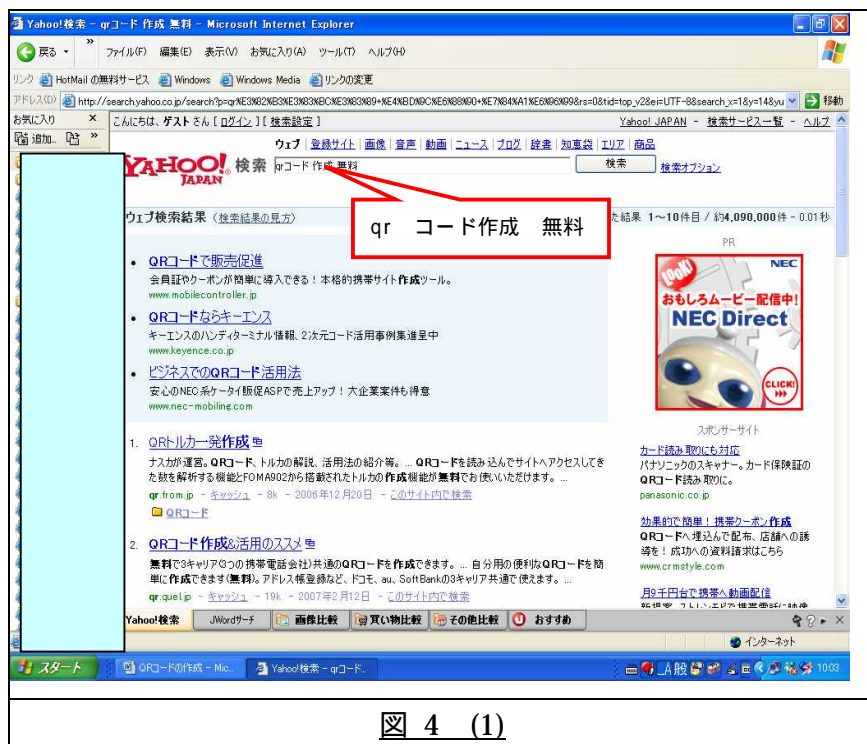 Yahoo!検索 - qrコード 作成 無料 - Microsoft Internet Explorer
戻る » ファイル(F) 編集(E) 表示(V) お気に入り(A) ツール(T) ヘルプ(H)
リンク HotMail の無料サービス Windows Windows Media リンクの変更
アドレス(D) 移動
お気に入り × こんにちは、ゲストさん [ ログイン ] [ 検索設定 ] Yahoo! JAPAN - 検索サービス一覧 - ヘルプ
追加... »
ウェブ | 登録サイト | 画像 | 音声 | 動画 | ニュース | ブログ | 辞書 | 知恵袋 | エリア | 商品
YAHOO! JAPAN 検索 qrコード 作成 無料 検索 検索オプション
qr コード作成 無料
ウェブ検索結果 (検索結果の見方) た結果 1~10件目 / 約4,090,000件 - 0.01秒
• QRコードで販売促進
会員証やクーポンが簡単に導入できる!本格的携帯サイト作成ツール。
www.mobilecontroller.jp
• QRコードならキーエンス
キーエンスのハンディターミナル情報、2次元コード活用事例集進呈中
www.keyence.co.jp
• ビジネスでのQRコード活用法
安心のNEC系ケータイ販促ASPで売上アップ!大企業案件も得意
www.nec-mobiling.com
1. QRトルカ一発作成
ナスカが運営。QRコード、トルカの解説、活用法の紹介等。... QRコードを読み込んでサイトへアクセスしてき
た数を解析する機能とFOMA902から搭載されたトルカの作成機能が無料でお使いいただけます。...
qr.from.jp - キャッシュ - 8k - 2006年12月20日 - このサイト内で検索
QRコード
2. QRコード作成&活用のススメ
無料で3キャリア(3つの携帯電話会社)共通のQRコードを作成できます。... 自分用の便利なQRコードを簡
単に作成できます(無料)。アドレス帳登録など、ドコモ、au、SoftBankの3キャリア共通で使えます。...
qr.quel.jp - キャッシュ - 19k - 2007年2月12日 - このサイト内で検索
PR
LOOK!
NEC
おもしろムービー配信中!
NEC Direct
CLICK!
スポンサーサイト
カード読み取りにも対応
パナソニックのスキャナー。カード保険証の
QRコード読み取りに。
panasonic.co.jp
効果的で簡単!携帯クーポン作成
QRコードへ埋込んで配布、店舗への誘
導を!成功への資料請求はこちら
www.crmstyle.com
月9千円台で携帯へ動画配信
Yahoo!検索 JWordサーチ 画像比較 買い物比較 その他比較 おすすめ
インターネット
スタート QRコードの作成 - Mic... Yahoo!検索 - qrコード... A 般 10:03
図 4 (1)